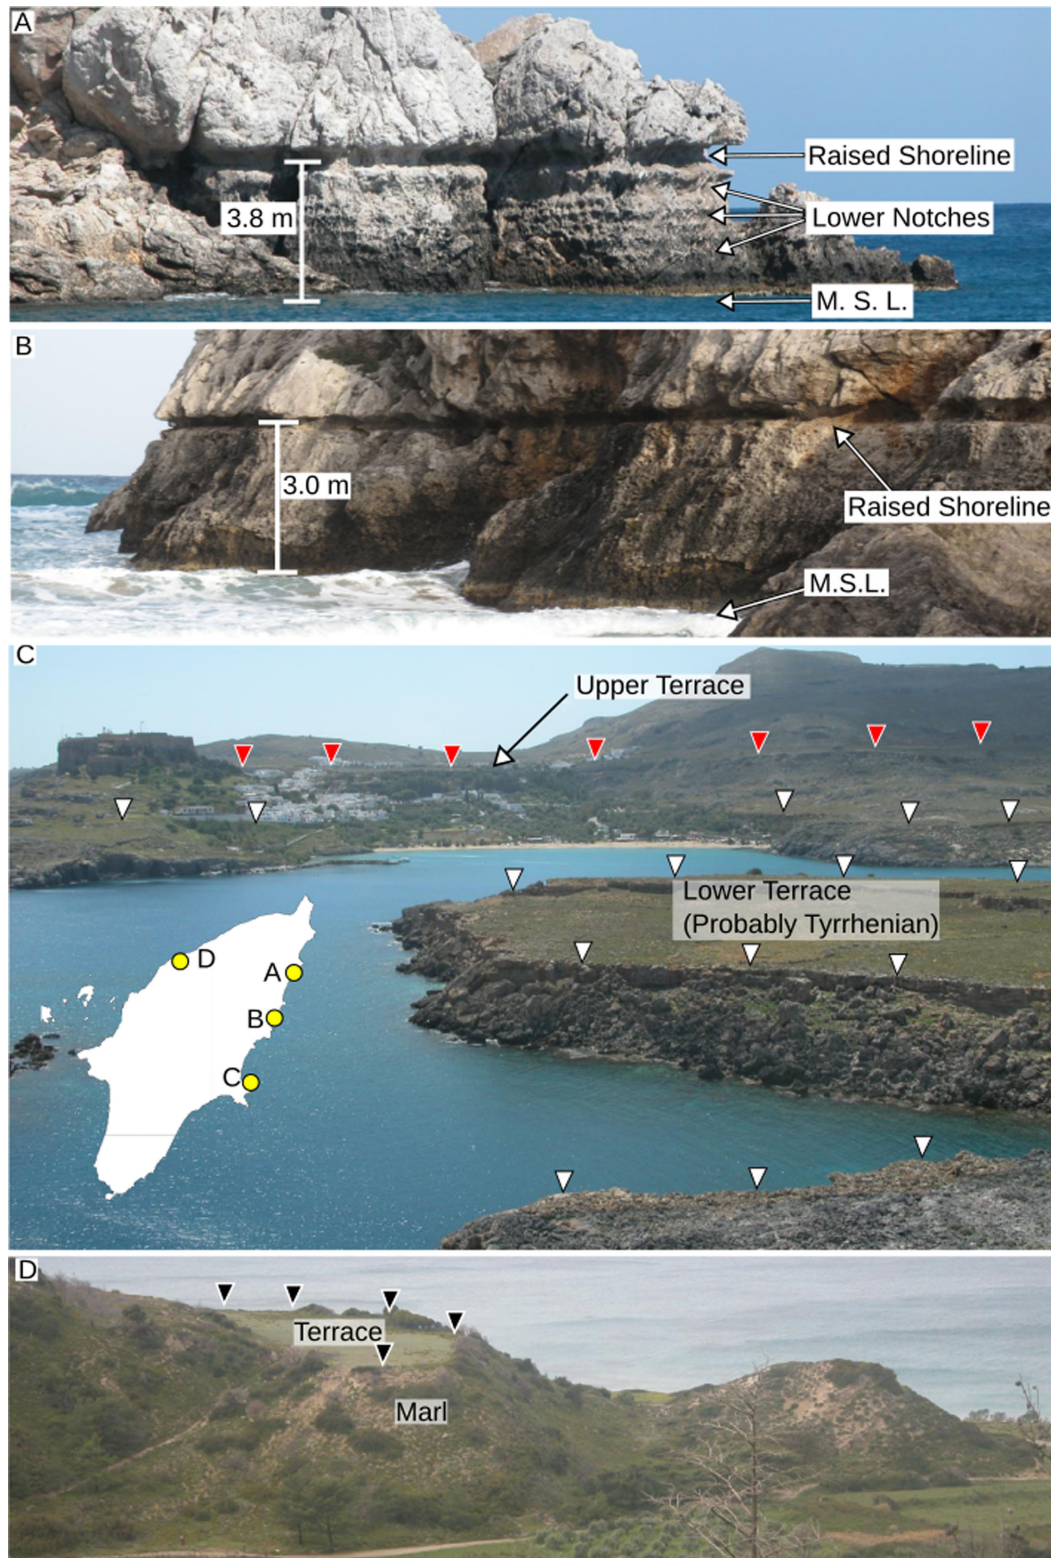 A
Raised Shoreline
3.8 m
Lower Notches
M. S. L.
B
3.0 m
Raised Shoreline
M.S.L.
C
Upper Terrace
Lower Terrace
(Probably Tyrrhenian)
D
A
B
C
D
Terrace
Marl